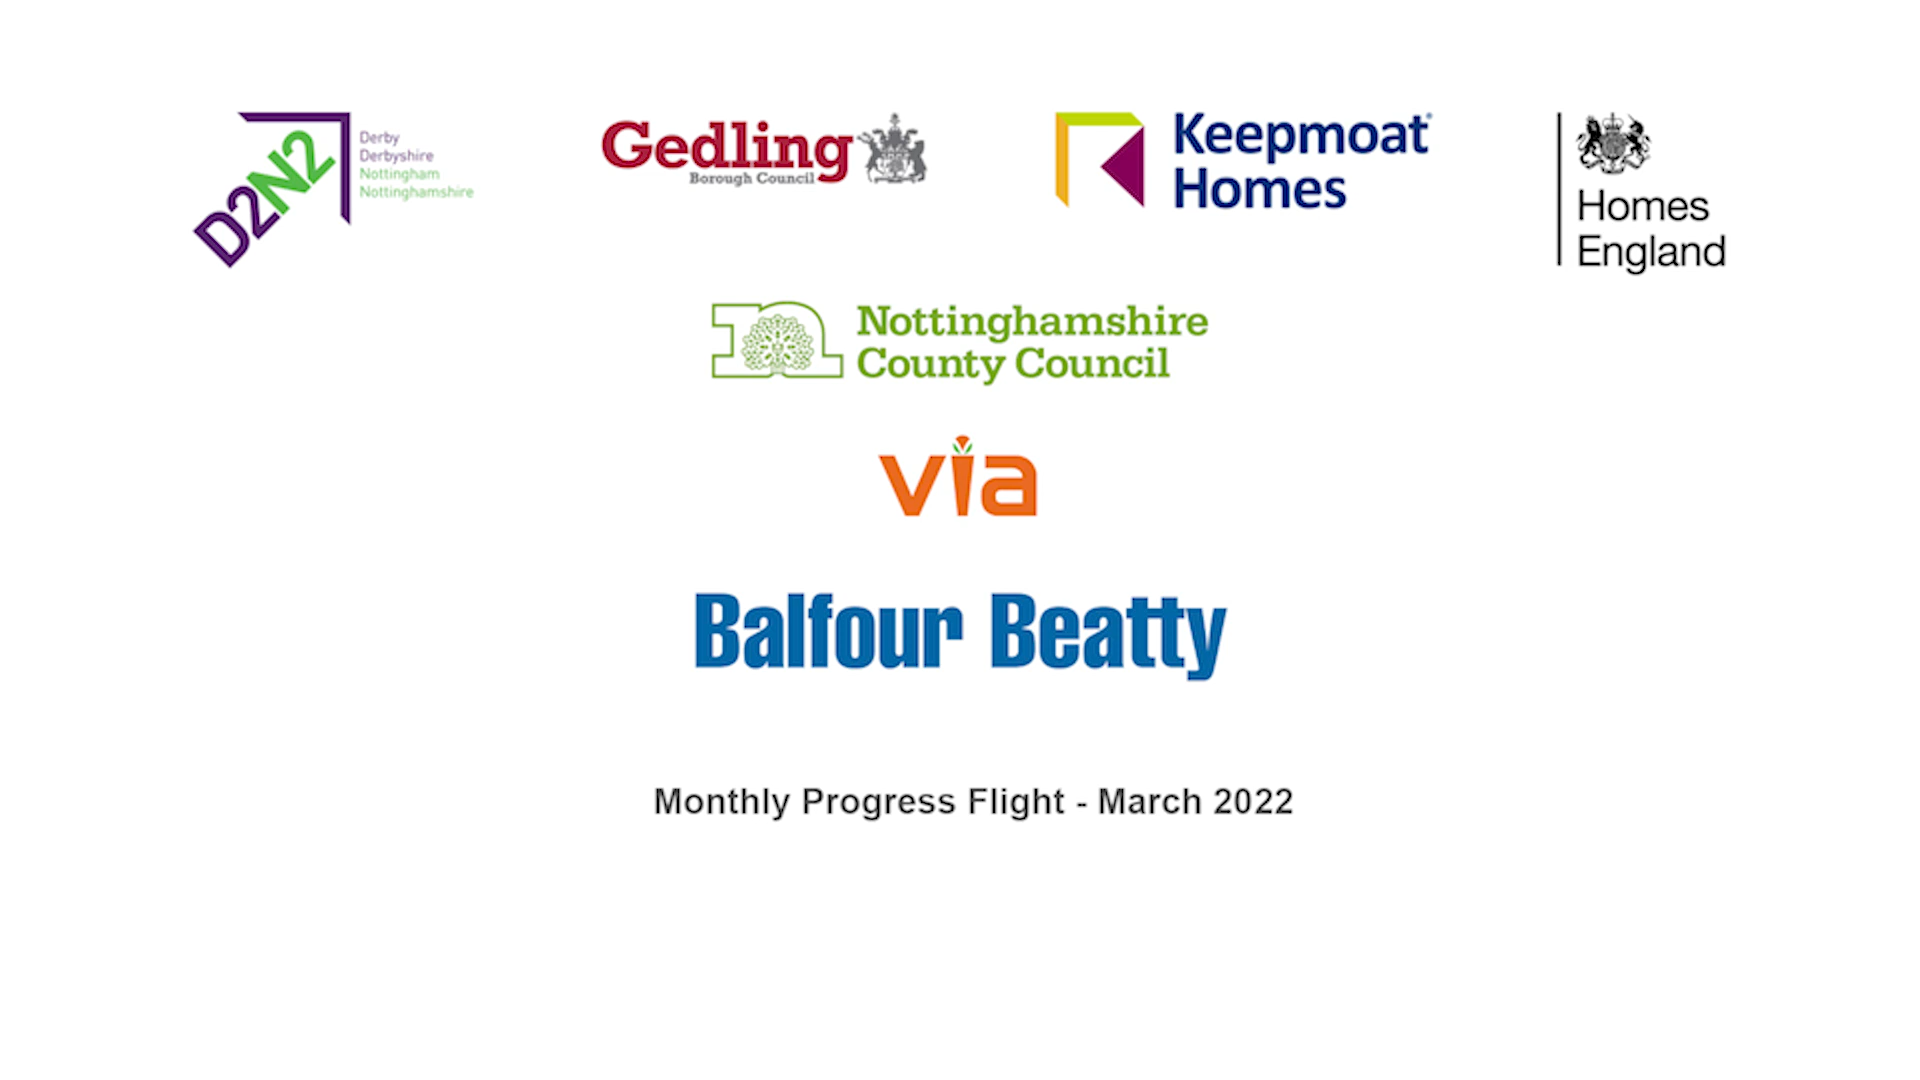 D2N2
Derby
Derbyshire
Nottingham
Nottinghamshire
Gedling
Borough Council
Keepmoat
Homes
Homes
England
Nottinghamshire
County Council
via
Balfour Beatty
Monthly Progress Flight - March 2022